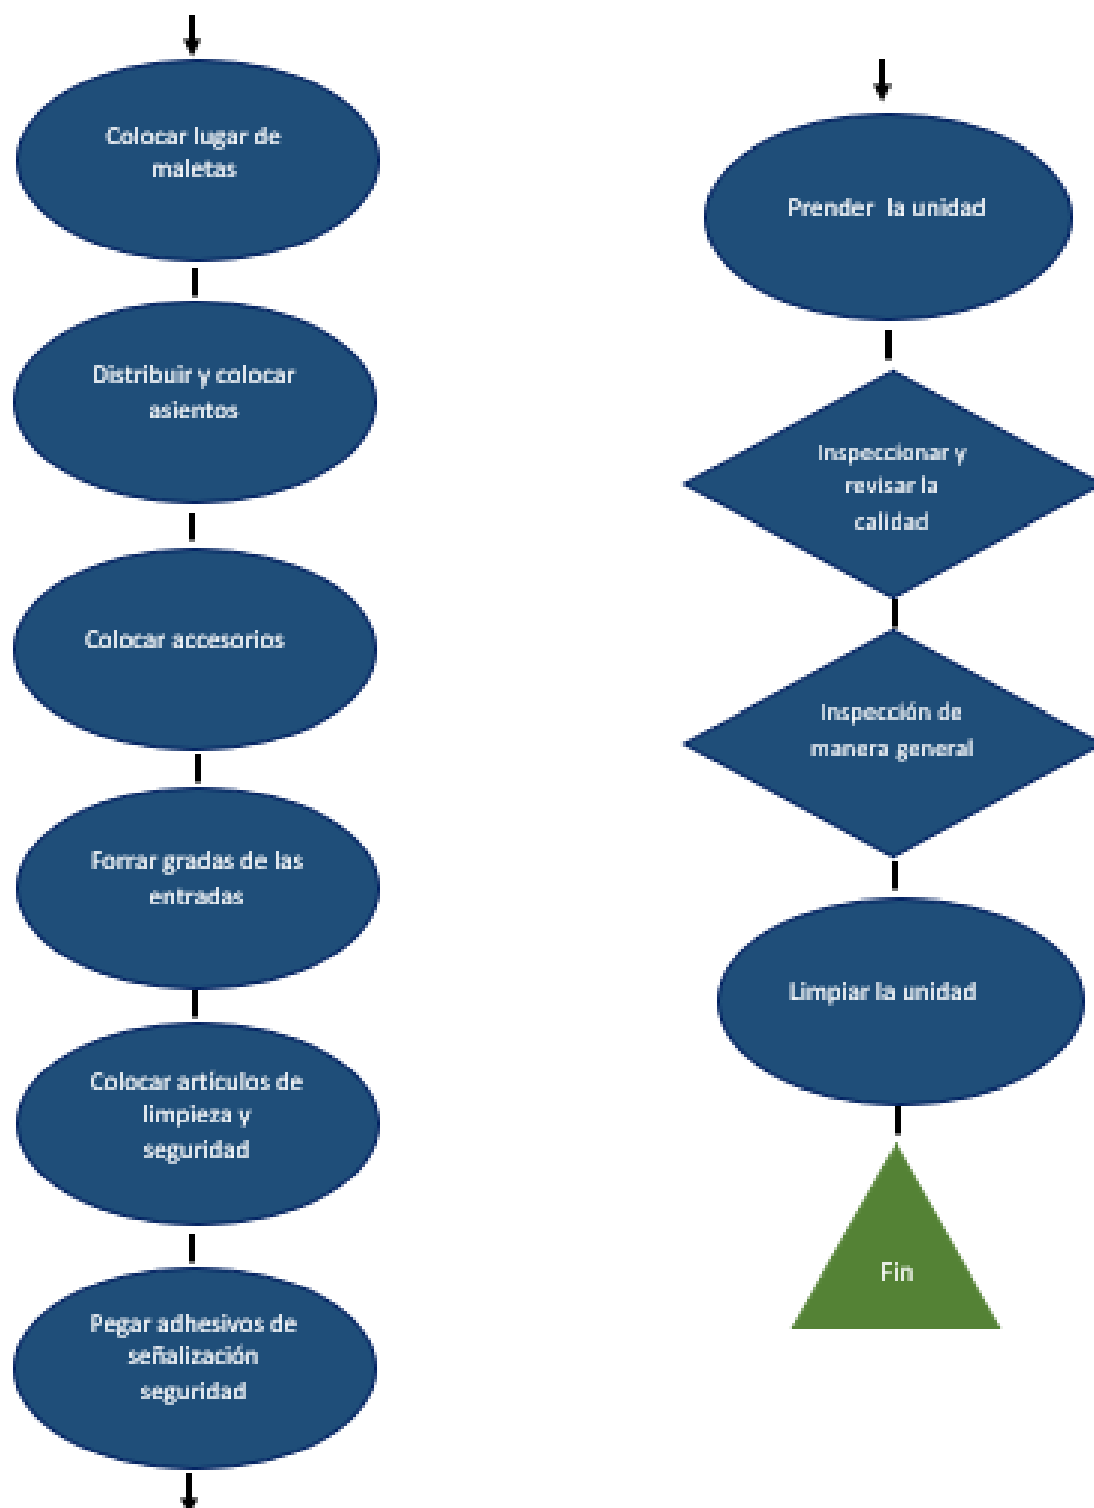 Colocar lugar de
maletas
Distribuir y colocar
asientos
Colocar accesorios
Forrar gradas de las
entradas
Colocar artículos de
limpieza y
seguridad
Pegar adhesivos de
señalización
seguridad
Prender la unidad
Inspeccionar y
revisar la
calidad
Inspección de
manera general
Limpiar la unidad
Fin